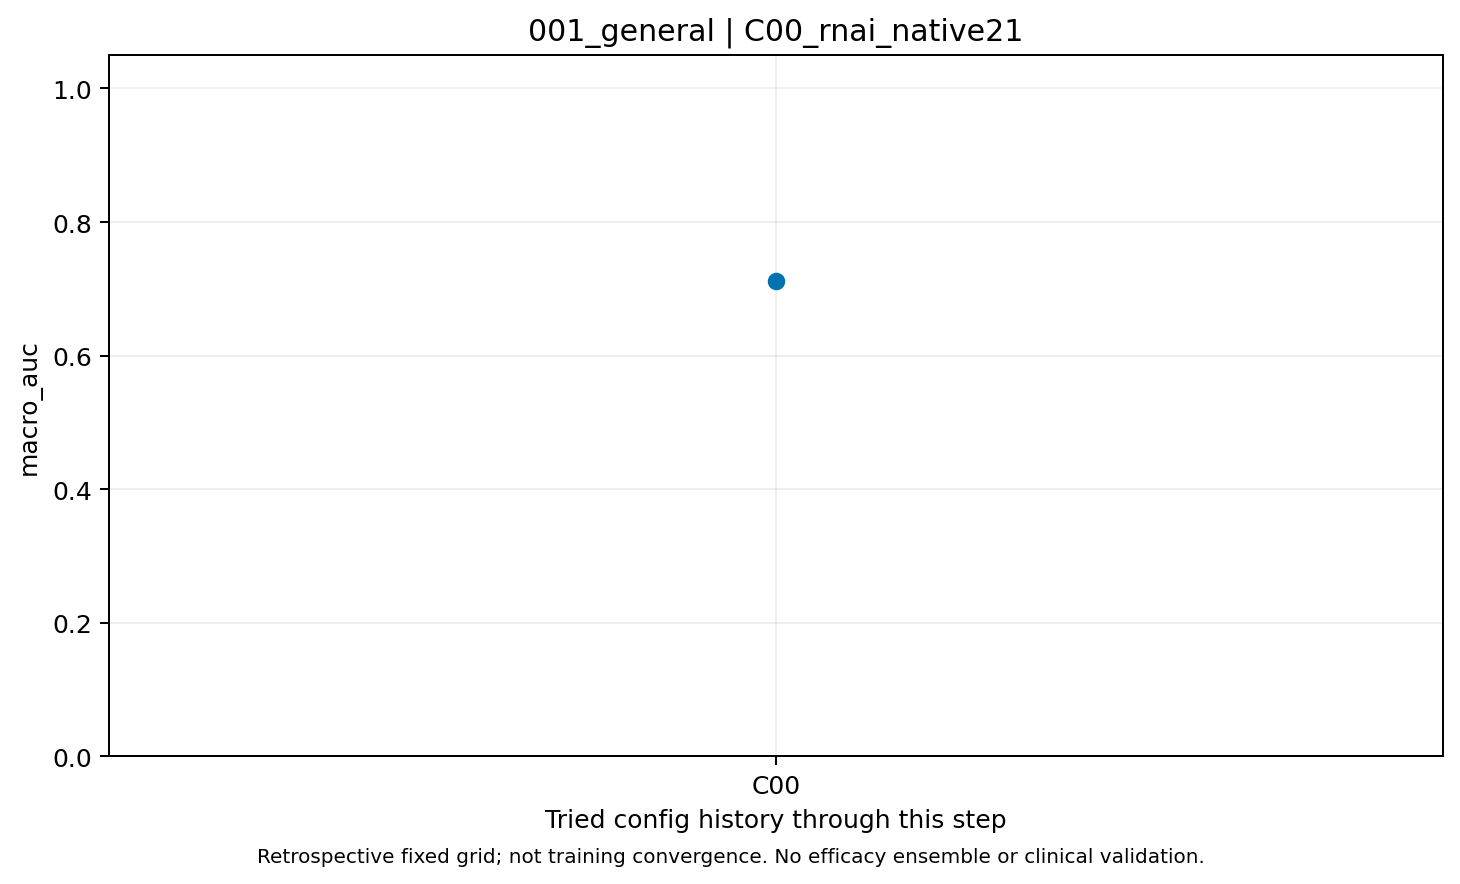 001_general | C00_rnai_native21
1.0
0.8
0.6
0.4
0.2
0.0
macro_auc
C00
Tried config history through this step
Retrospective fixed grid; not training convergence. No efficacy ensemble or clinical validation.